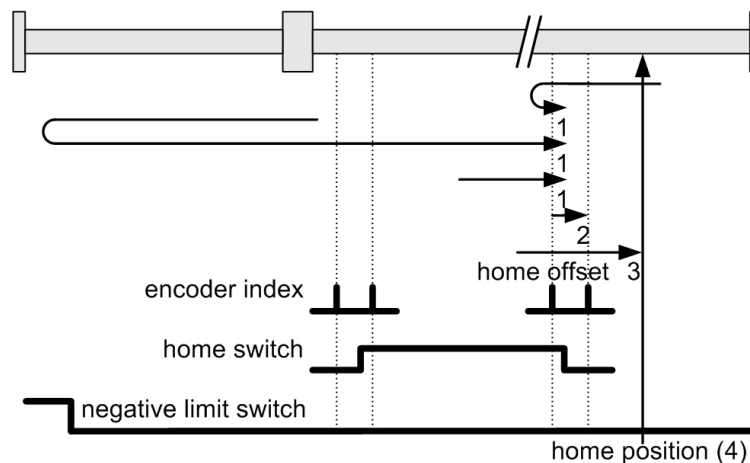 1
1
1
2
home offset 3
encoder index
home switch
negative limit switch
home position (4)